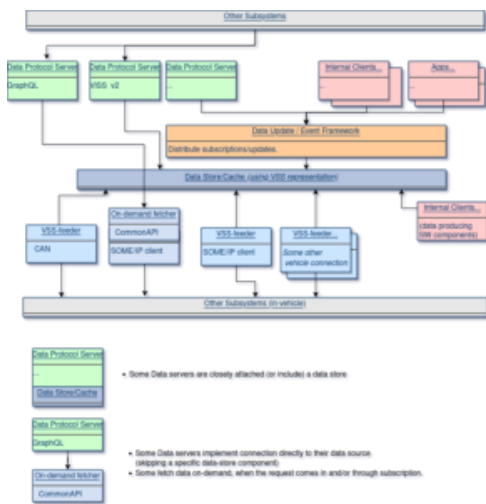 Other Subsystems
Data Protocol Server
GraphQL
Data Protocol Server
VISS v2
Data Protocol Server
...
Internal Clients...
...
Apps...
...
Data Update / Event Framework
Distribute subscriptions/updates.
Data Store/Cache (using VSS representation)
VSS-feeder
CAN
On-demand fetcher
CommonAPI
SOME/IP client
VSS-feeder
SOME/IP client
VSS-feeder...
Some other
vehicle connection
Internal Clients...
(data producing
SW components)
Other Subsystems (in-vehicle)
Data Protocol Server
...
Data Store/Cache
• Some Data servers are closely attached (or include) a data store.
Data Protocol Server
GraphQL
On-demand fetcher
CommonAPI
• Some Data servers implement connection directly to their data source
(skipping a specific data-store component)
• Some fetch data on-demand, when the request comes in and/or through subscription.